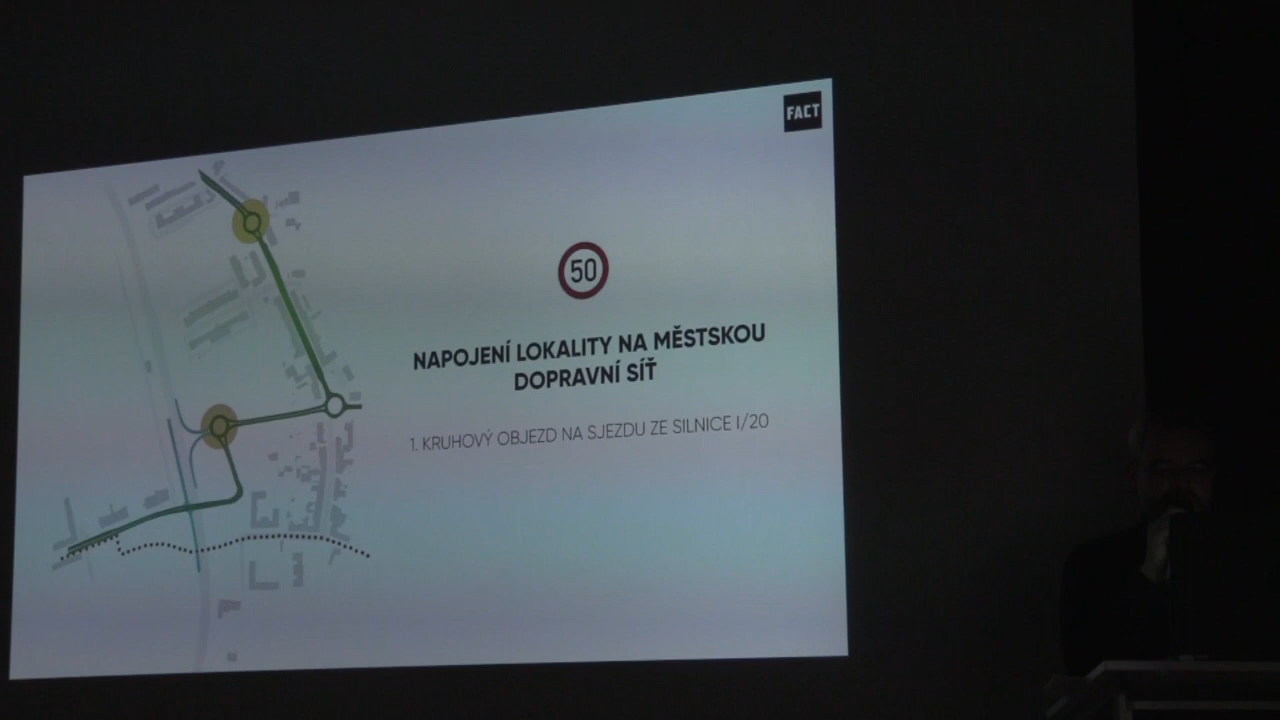 FACT
50
NAPOJENÍ LOKALITY NA MĚSTSKOU
DOPRAVNÍ SÍŤ
1. KRUHOVÝ OBJEZD NA SJEZDU ZE SILNICE I/20